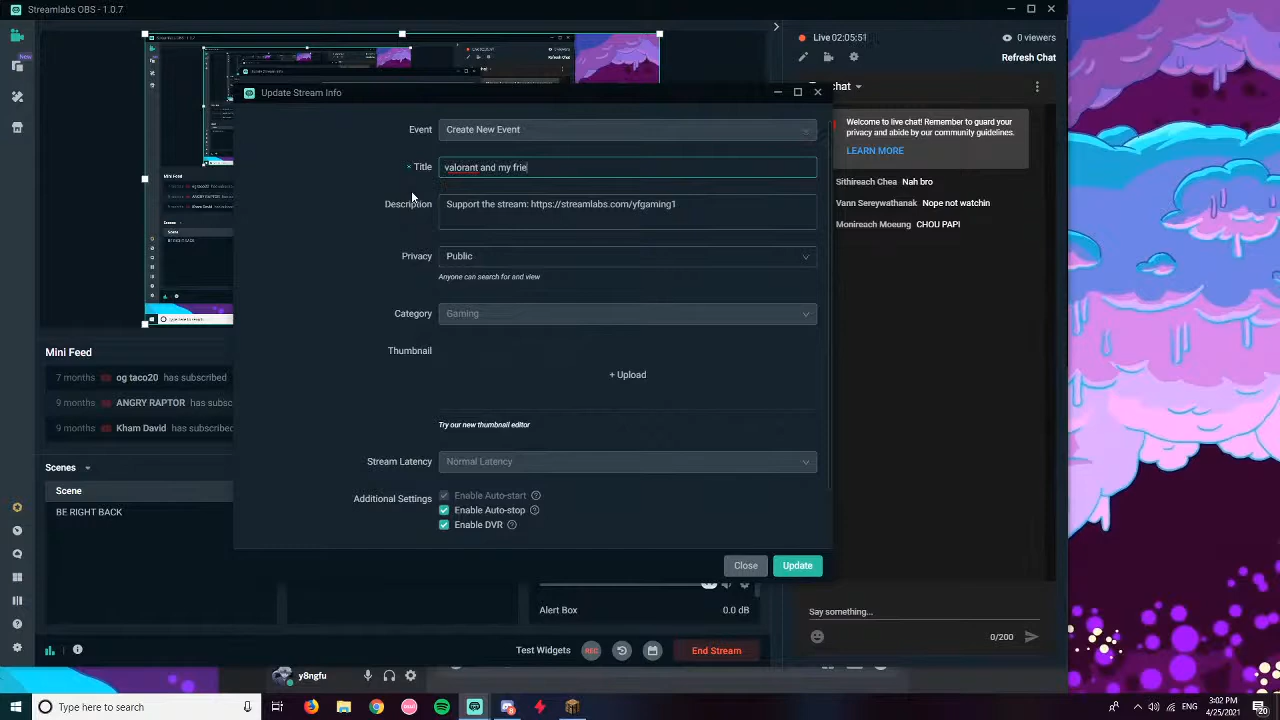 Streamlabs OBS - 1.0.7
New
Live 02:05:51
0 viewers
Refresh Chat
Update Stream Info
chat
Welcome to live chat! Remember to guard your
privacy and abide by our community guidelines.
LEARN MORE
Sithireach Chea Nah bro
Vann Sereywathanak Nope not watchin
Monireach Moeung CHOU PAPI
Event Create New Event
* Title valorant and my frie
Description Support the stream: https://streamlabs.com/yfgaming1
Privacy Public
Anyone can search for and view
Category Gaming
Thumbnail
+ Upload
Try our new thumbnail editor
Stream Latency Normal Latency
Additional Settings
Enable Auto-start
Enable Auto-stop
Enable DVR
Close
Update
Mini Feed
7 months og taco20 has subscribed
9 months ANGRY RAPTOR has subsc
9 months Kham David has subscribed
Scenes
Scene
BE RIGHT BACK
Alert Box 0.0 dB
Say something...
0/200
Test Widgets
REC
End Stream
y8ngfu
Type here to search
ENG
3:02 PM
4/25/2021
20